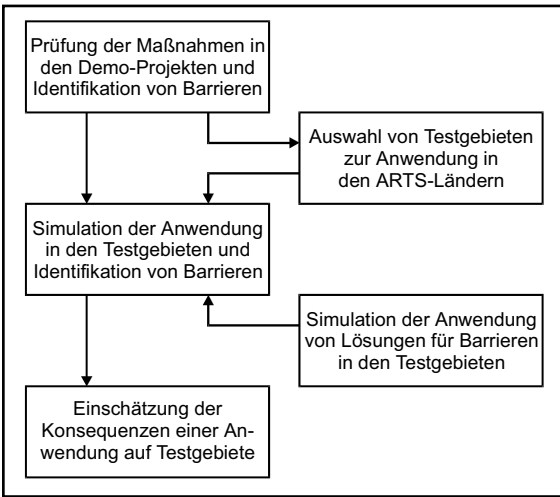 Prüfung der Maßnahmen in
den Demo-Projekten und
Identifikation von Barrieren
Auswahl von Testgebieten
zur Anwendung in
den ARTS-Ländern
Simulation der Anwendung
in den Testgebieten und
Identifikation von Barrieren
Simulation der Anwendung
von Lösungen für Barrieren
in den Testgebieten
Einschätzung der
Konsequenzen einer An-
wendung auf Testgebiete